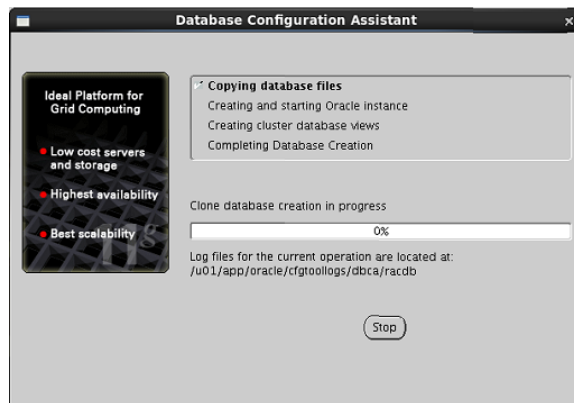 Database Configuration Assistant
Ideal Platform for
Grid Computing
Low cost servers
and storage
Highest availability
Best scalability
Copying database files
Creating and starting Oracle instance
Creating cluster database views
Completing Database Creation
Clone database creation in progress
0%
Log files for the current operation are located at:
/u01/app/oracle/cfgtoollogs/dbca/racdb
Stop